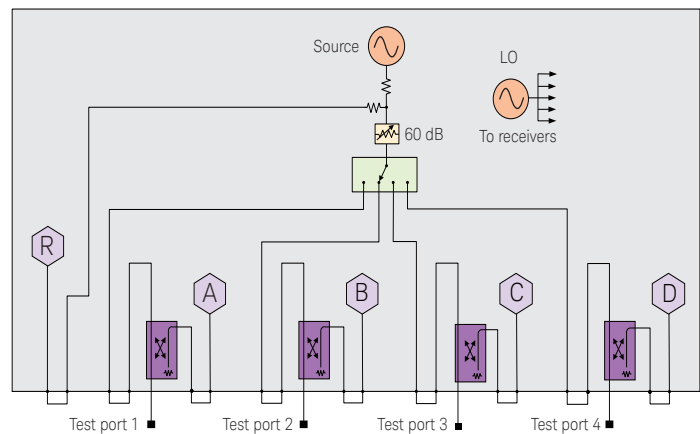 Source
LO
60 dB
To receivers
R
A
B
C
D
Test port 1
Test port 2
Test port 3
Test port 4